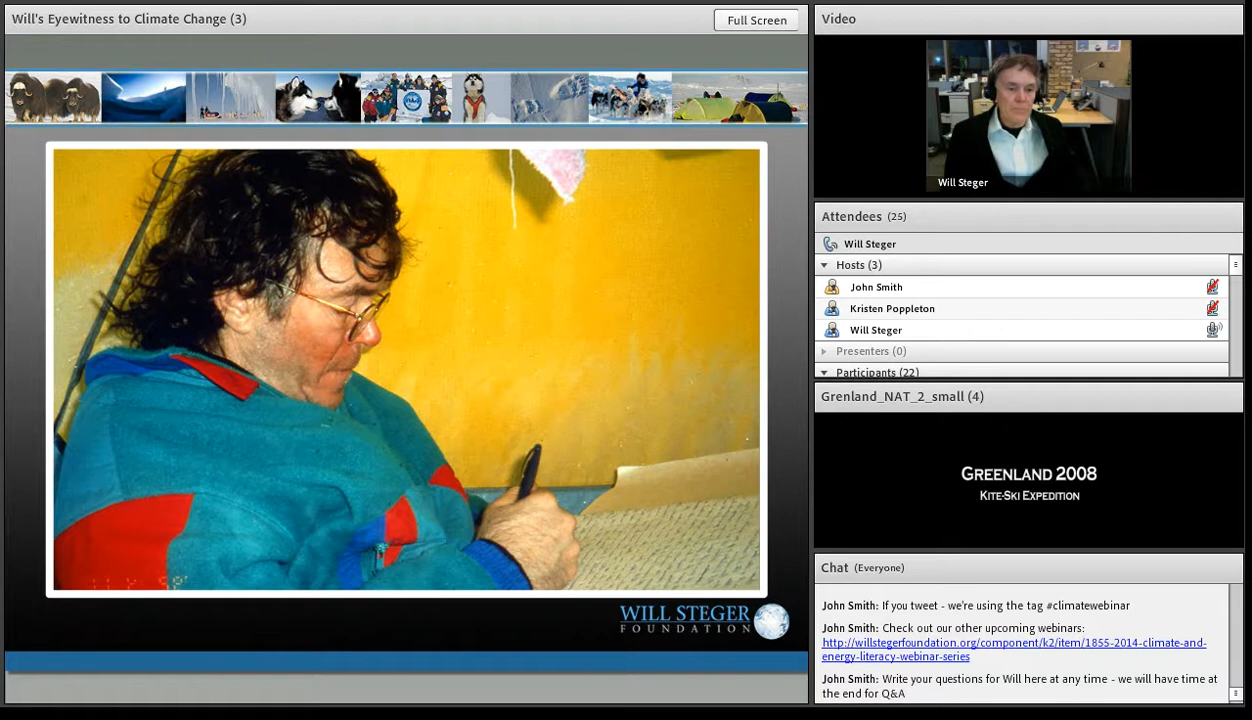 Will's Eyewitness to Climate Change (3)
Full Screen
WILL STEGER
FOUNDATION
Video
Will Steger
Attendees (25)
Will Steger
Hosts (3)
John Smith
Kristen Poppleton
Will Steger
Presenters (0)
Participants (22)
Grenland_NAT_2_small (4)
GREENLAND 2008
KITE-SKI EXPEDITION
Chat (Everyone)
John Smith: If you tweet - we're using the tag #climatewebinar
John Smith: Check out our other upcoming webinars:
http://willstegerfoundation.org/component/k2/item/1855-2014-climate-and-
energy-literacy-webinar-series
John Smith: Write your questions for Will here at any time - we will have time at
the end for Q&A